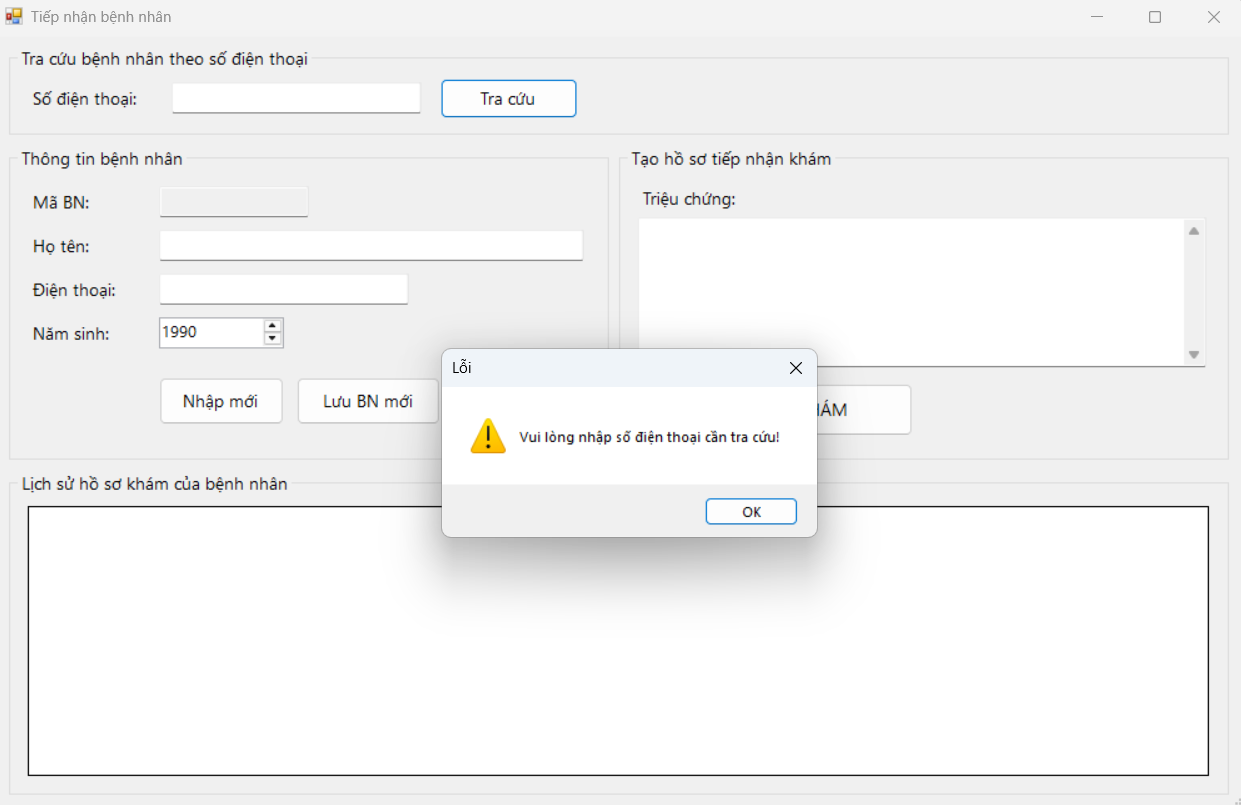 Tiếp nhận bệnh nhân
Tra cứu bệnh nhân theo số điện thoại
Số điện thoại:
Tra cứu
Thông tin bệnh nhân
Mã BN:
Họ tên:
Điện thoại:
Năm sinh:
1990
Nhập mới
Lưu BN mới
Tạo hồ sơ tiếp nhận khám
Triệu chứng:
Lỗi
Vui lòng nhập số điện thoại cần tra cứu!
OK
Lịch sử hồ sơ khám của bệnh nhân